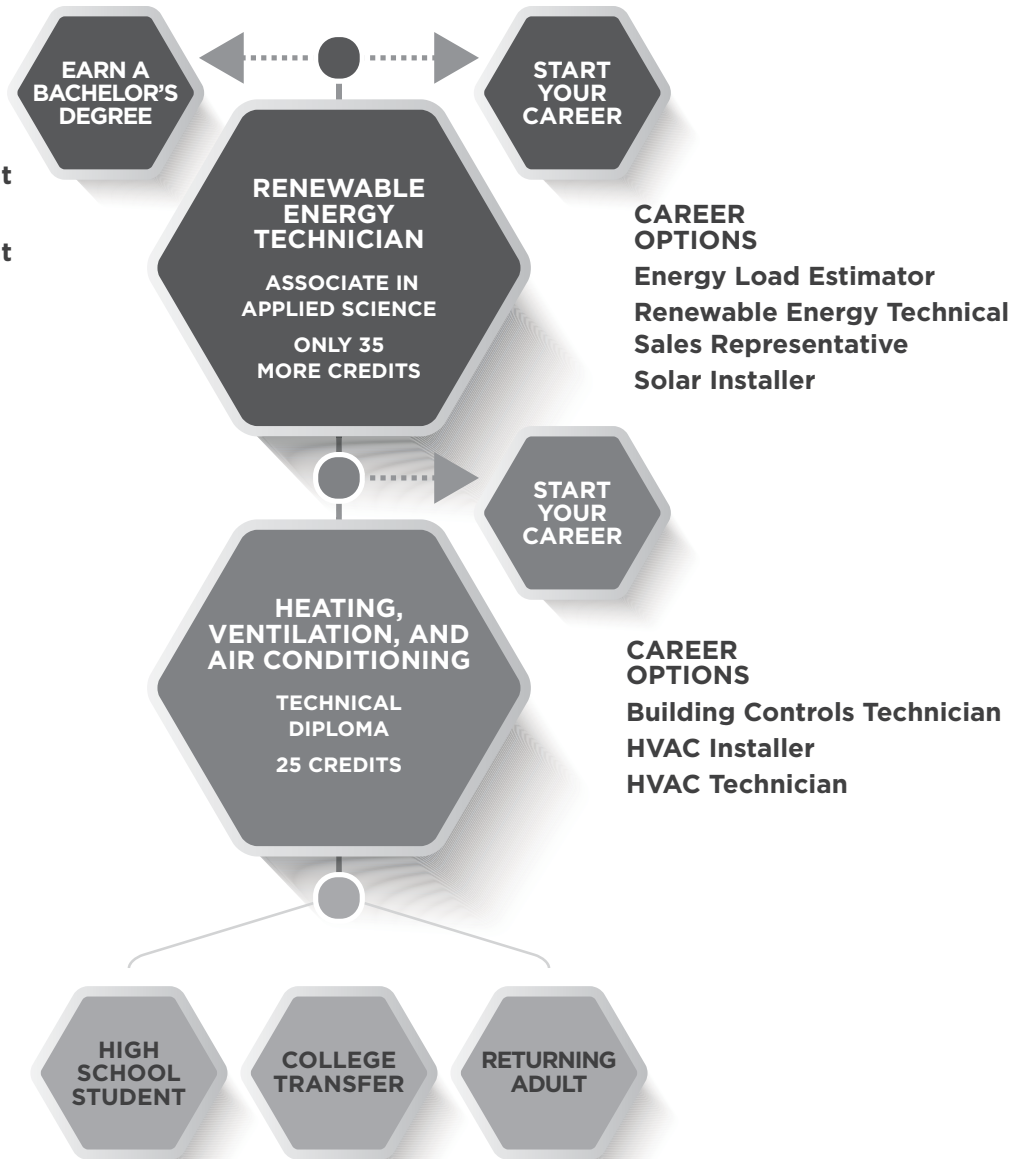 EARN A
BACHELOR'S
DEGREE
START
YOUR
CAREER
t
t
RENEWABLE
ENERGY
TECHNICIAN
ASSOCIATE IN
APPLIED SCIENCE
ONLY 35
MORE CREDITS
CAREER
OPTIONS
Energy Load Estimator
Renewable Energy Technical
Sales Representative
Solar Installer
START
YOUR
CAREER
HEATING,
VENTILATION, AND
AIR CONDITIONING
TECHNICAL
DIPLOMA
25 CREDITS
CAREER
OPTIONS
Building Controls Technician
HVAC Installer
HVAC Technician
HIGH
SCHOOL
STUDENT
COLLEGE
TRANSFER
RETURNING
ADULT